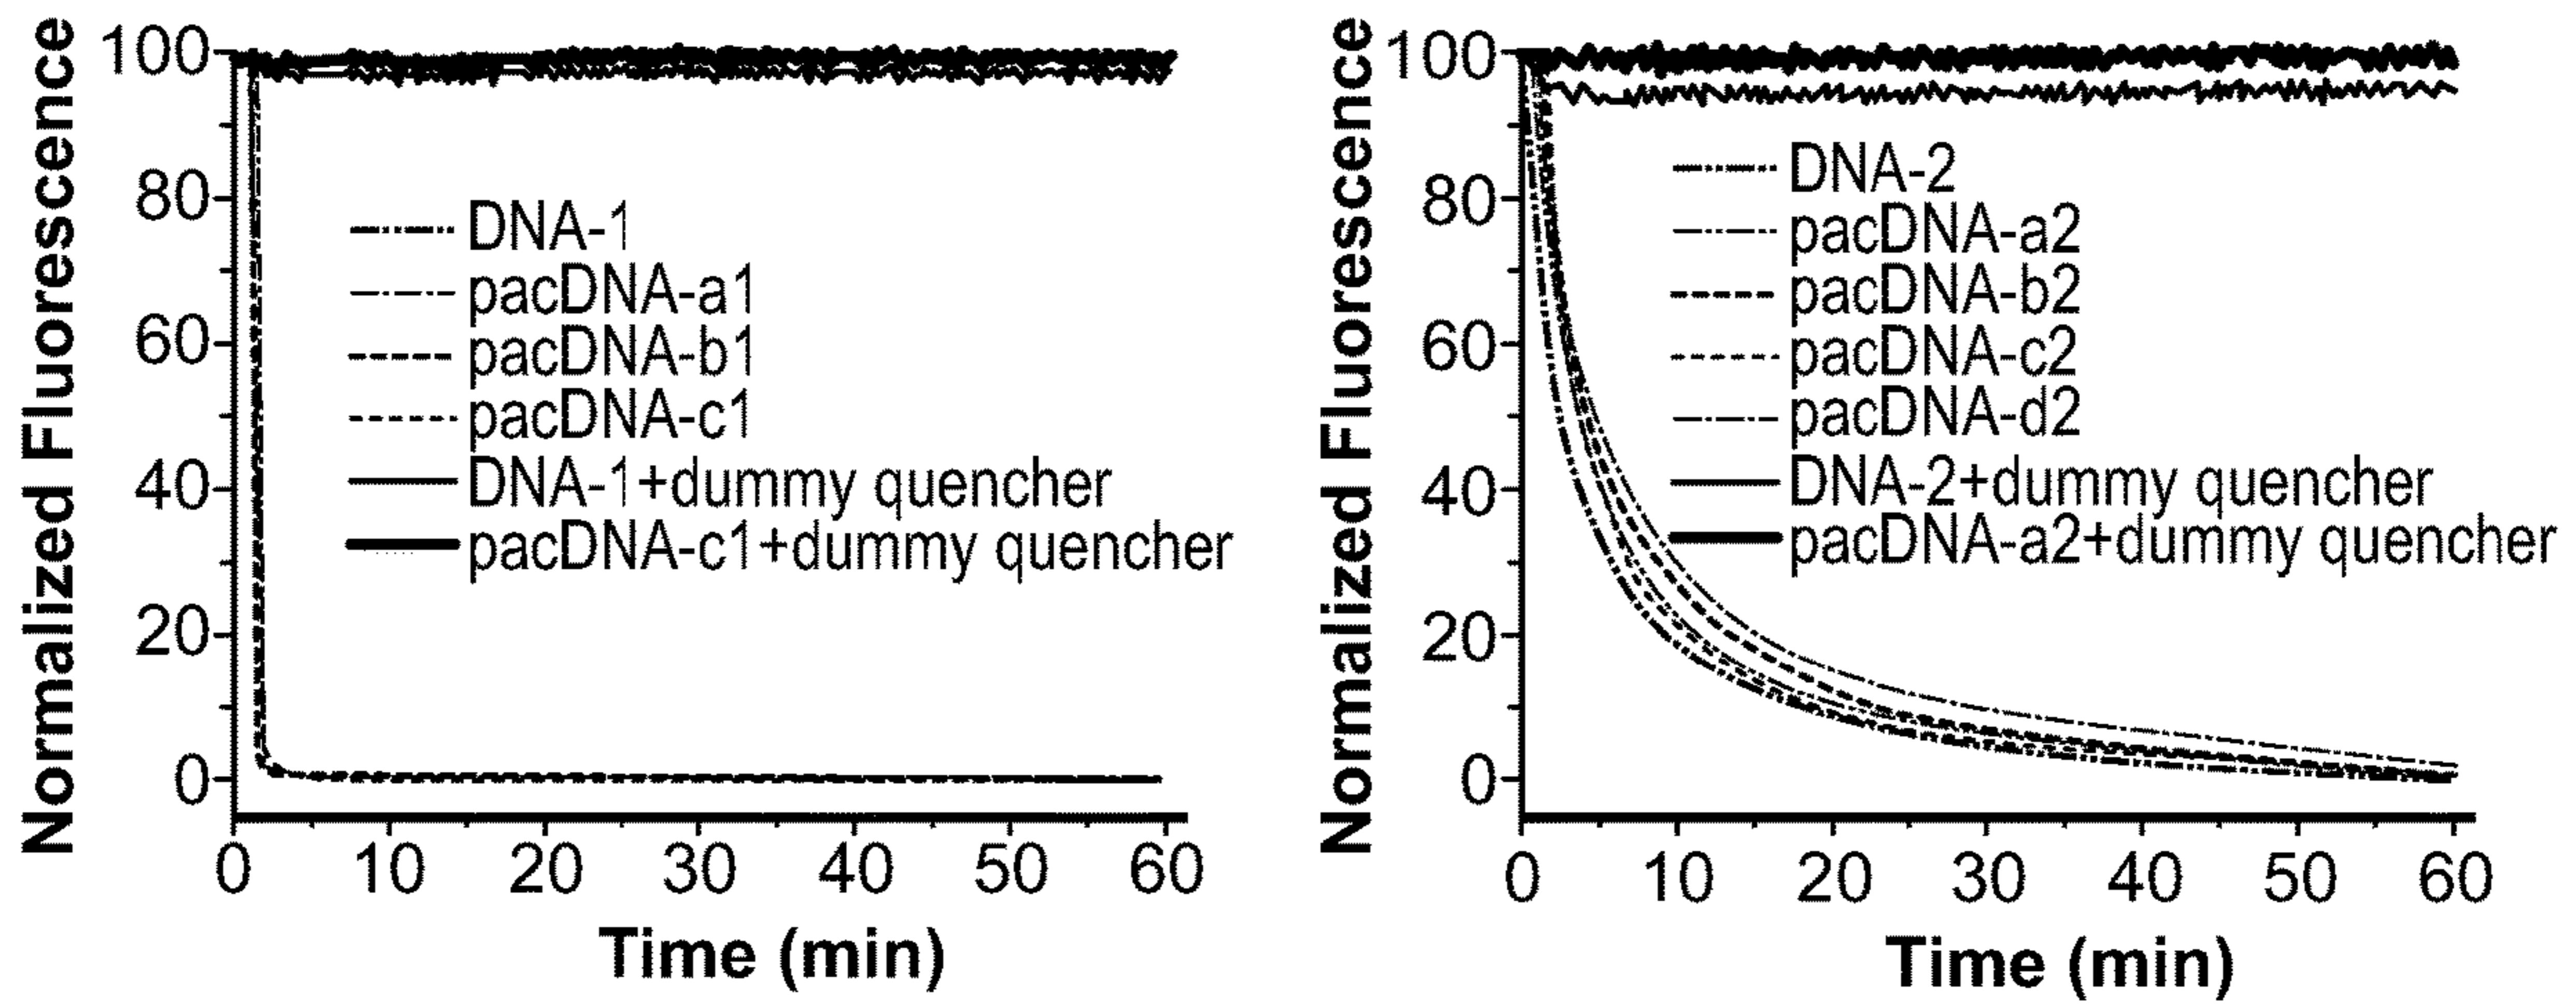 Normalized Fluorescence
100
80
60
40
20
0
DNA-1
pacDNA-a1
pacDNA-b1
pacDNA-c1
DNA-1+dummy quencher
pacDNA-c1+dummy quencher
0 10 20 30 40 50 60
Time (min)
Normalized Fluorescence
100
80
60
40
20
0
DNA-2
pacDNA-a2
pacDNA-b2
pacDNA-c2
pacDNA-d2
DNA-2+dummy quencher
pacDNA-a2+dummy quencher
0 10 20 30 40 50 60
Time (min)